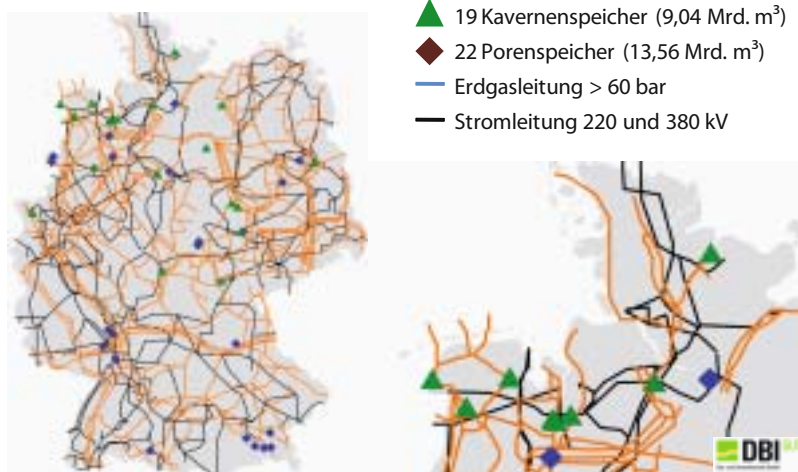 19 Kavernenspeicher (9,04 Mrd. m³)
22 Porenspeicher (13,56 Mrd. m³)
Erdgasleitung > 60 bar
Stromleitung 220 und 380 kV
DBI